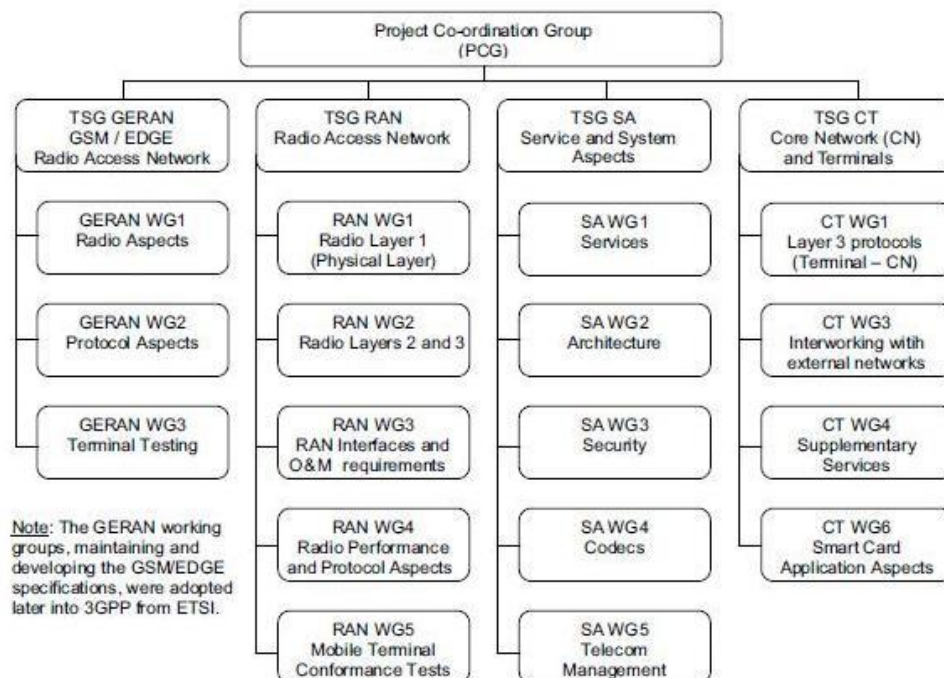 Project Co-ordination Group
(PCG)
TSG GERAN
GSM / EDGE
Radio Access Network
GERAN WG1
Radio Aspects
GERAN WG2
Protocol Aspects
GERAN WG3
Terminal Testing
Note: The GERAN working
groups, maintaining and
developing the GSM/EDGE
specifications, were adopted
later into 3GPP from ETSI.
TSG RAN
Radio Access Network
RAN WG1
Radio Layer 1
(Physical Layer)
RAN WG2
Radio Layers 2 and 3
RAN WG3
RAN Interfaces and
O&M requirements
RAN WG4
Radio Performance
and Protocol Aspects
RAN WG5
Mobile Terminal
Conformance Tests
TSG SA
Service and System
Aspects
SA WG1
Services
SA WG2
Architecture
SA WG3
Security
SA WG4
Codecs
SA WG5
Telecom
Management
TSG CT
Core Network (CN)
and Terminals
CT WG1
Layer 3 protocols
(Terminal – CN)
CT WG3
Interworking witih
external networks
CT WG4
Supplementary
Services
CT WG6
Smart Card
Application Aspects